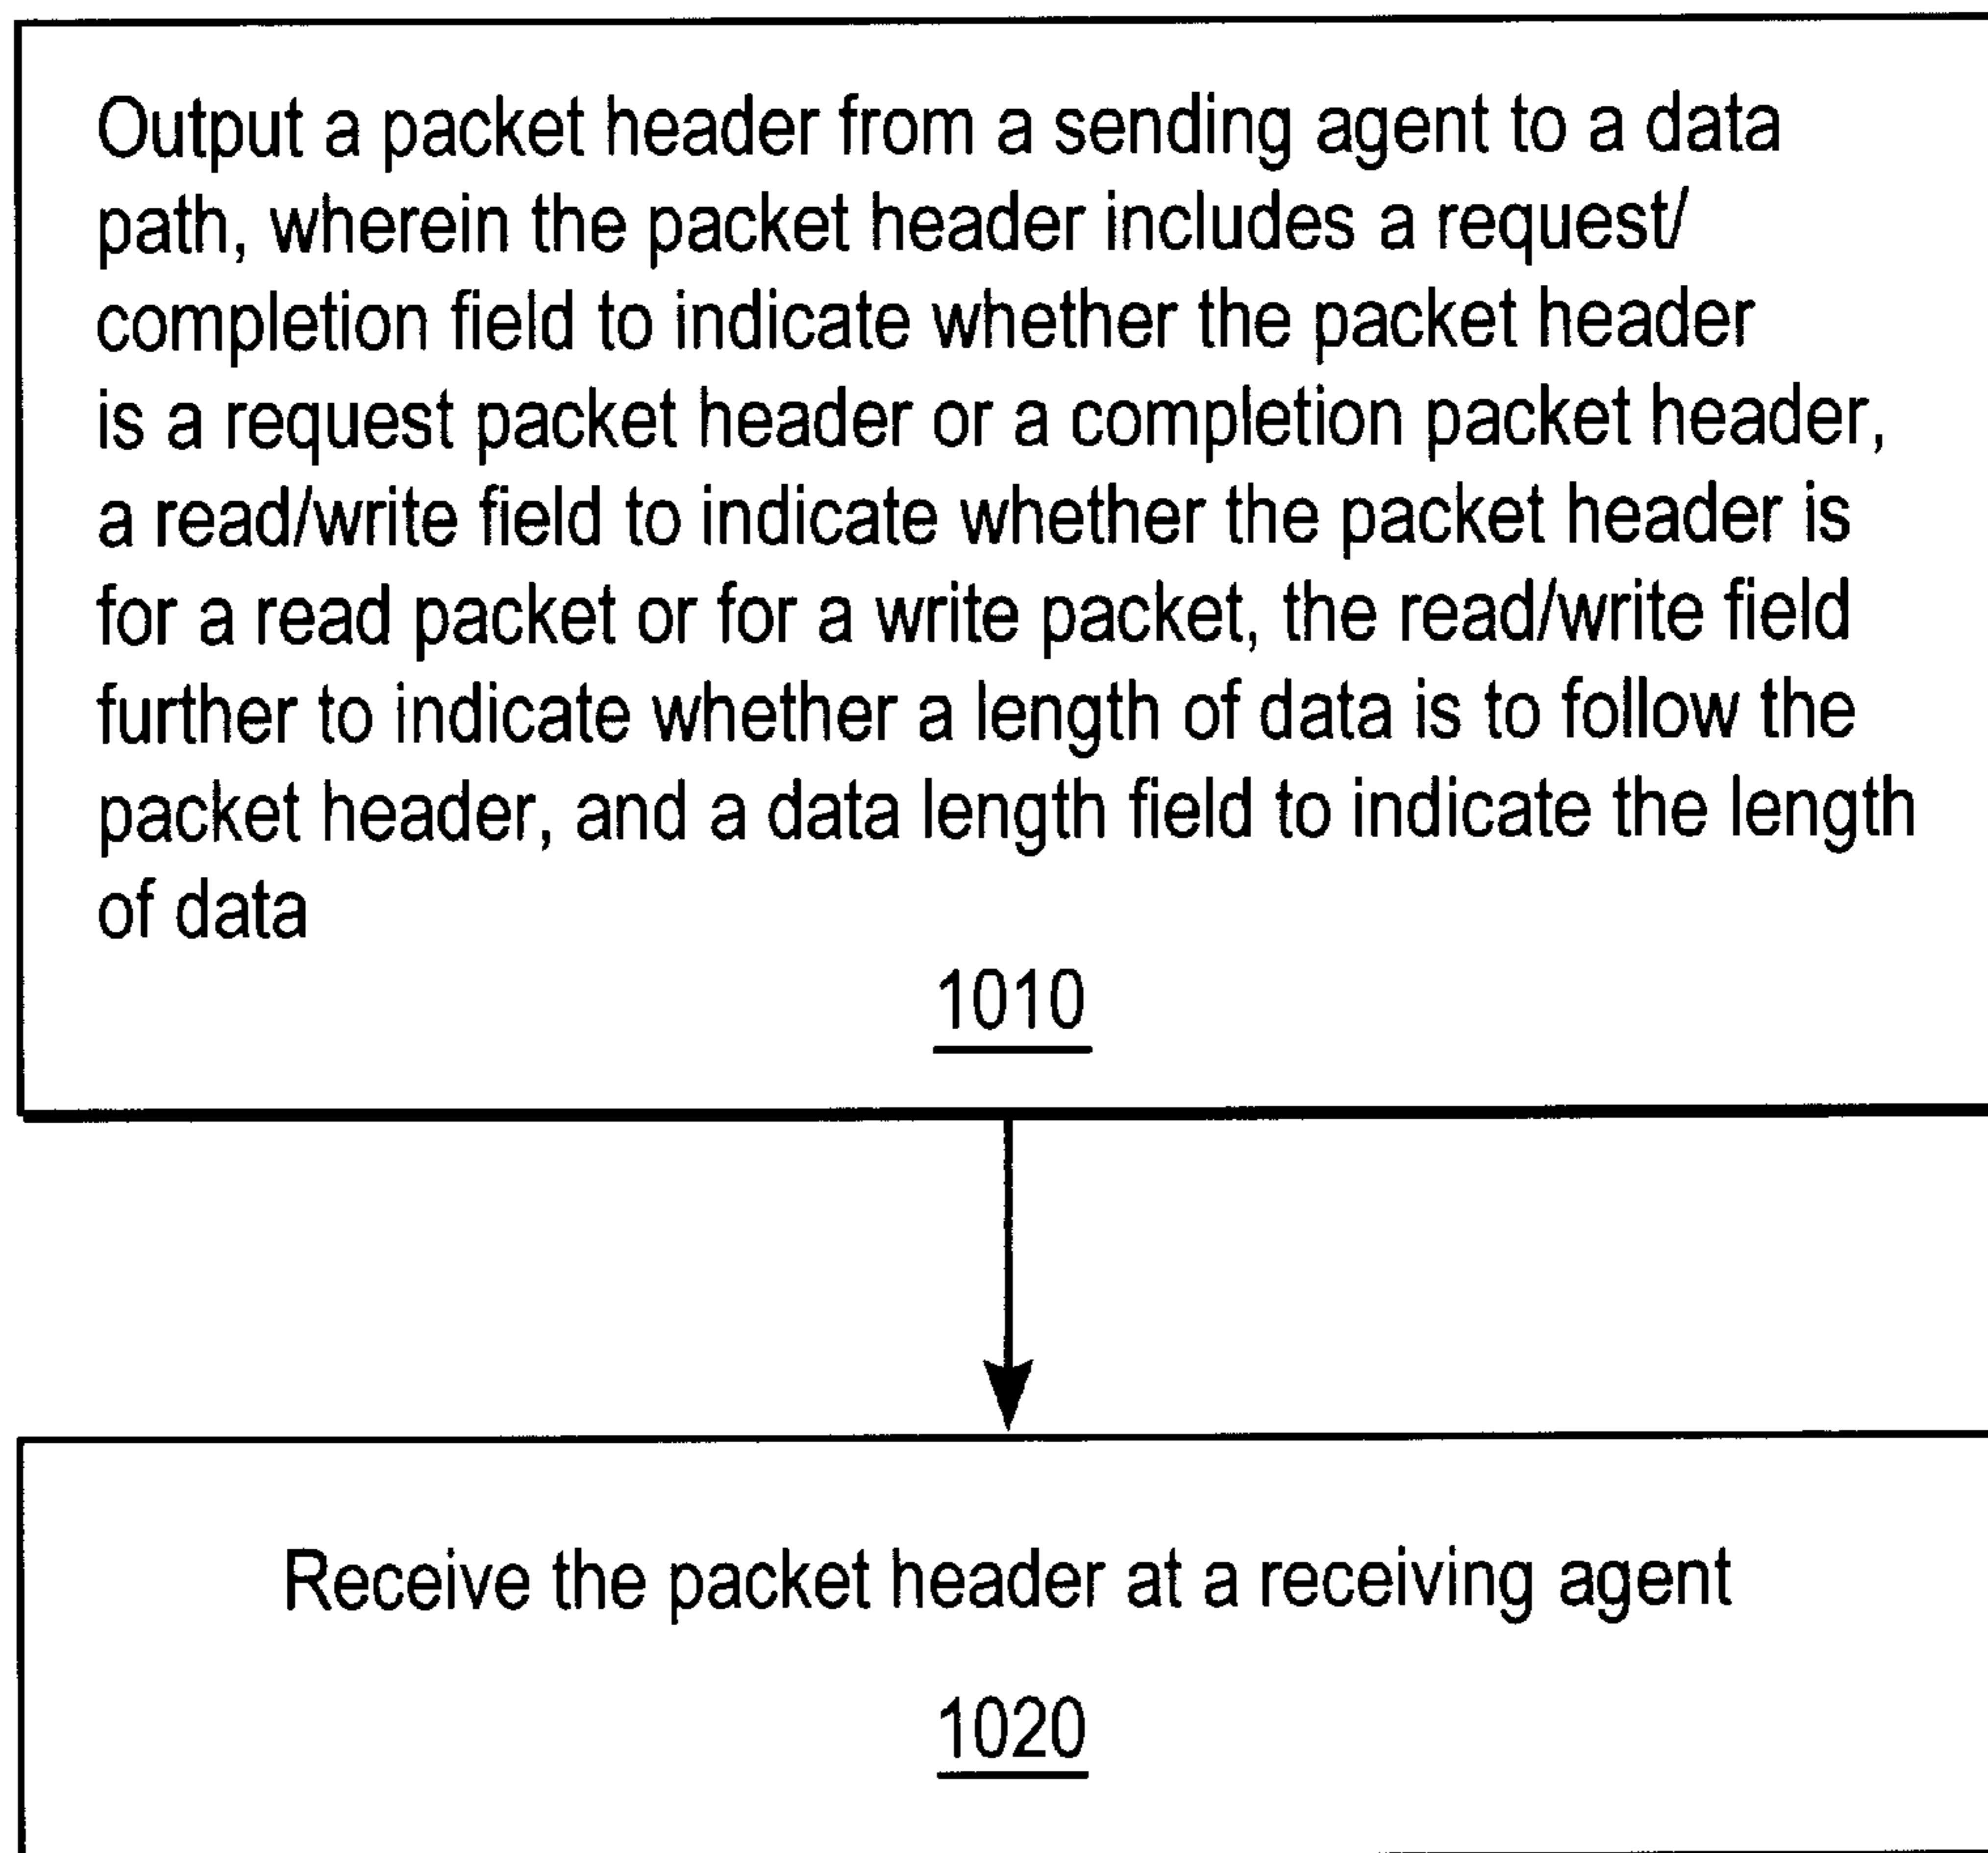 Output a packet header from a sending agent to a data
path, wherein the packet header includes a request/
completion field to indicate whether the packet header
is a request packet header or a completion packet header,
a read/write field to indicate whether the packet header is
for a read packet or for a write packet, the read/write field
further to indicate whether a length of data is to follow the
packet header, and a data length field to indicate the length
of data
1010
Receive the packet header at a receiving agent
1020